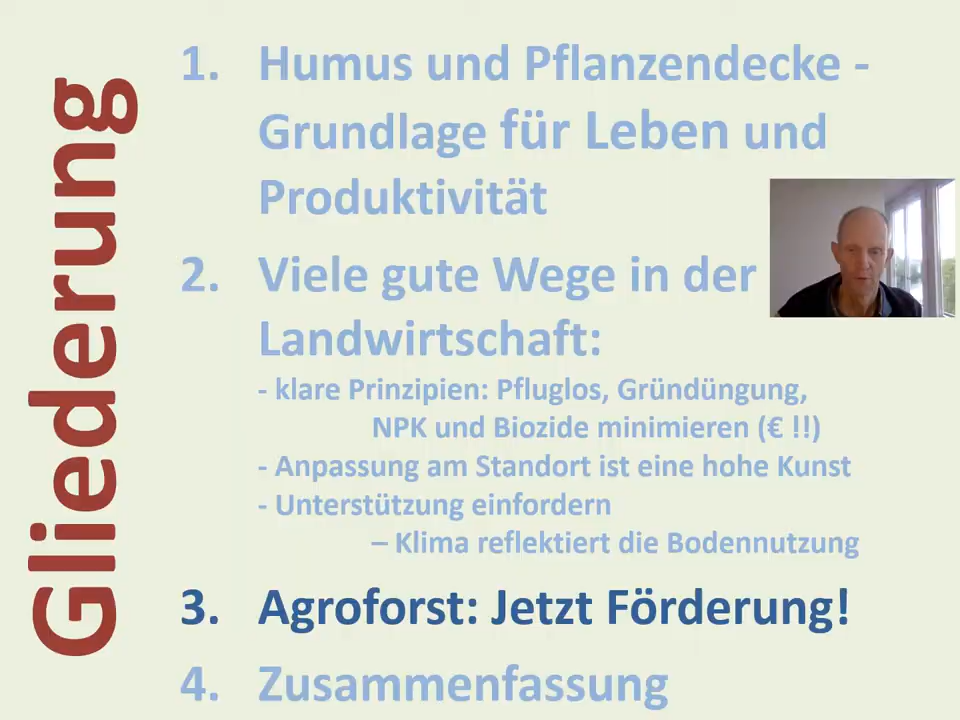 Gliederung
1. Humus und Pflanzendecke -
Grundlage für Leben und
Produktivität
2. Viele gute Wege in der
Landwirtschaft:
- klare Prinzipien: Pfluglos, Gründüngung,
NPK und Biozide minimieren (€ !!)
- Anpassung am Standort ist eine hohe Kunst
- Unterstützung einfordern
– Klima reflektiert die Bodennutzung
3. Agroforst: Jetzt Förderung!
4. Zusammenfassung